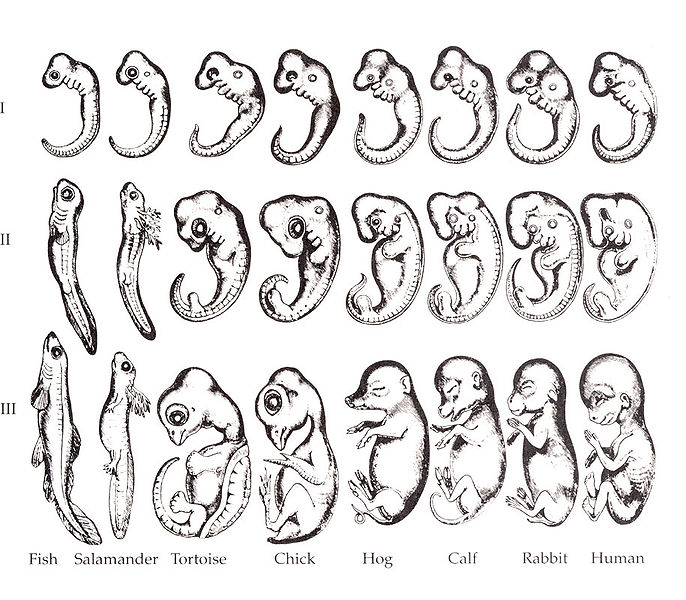 I
II
III
Fish Salamander Tortoise Chick Hog Calf Rabbit Human